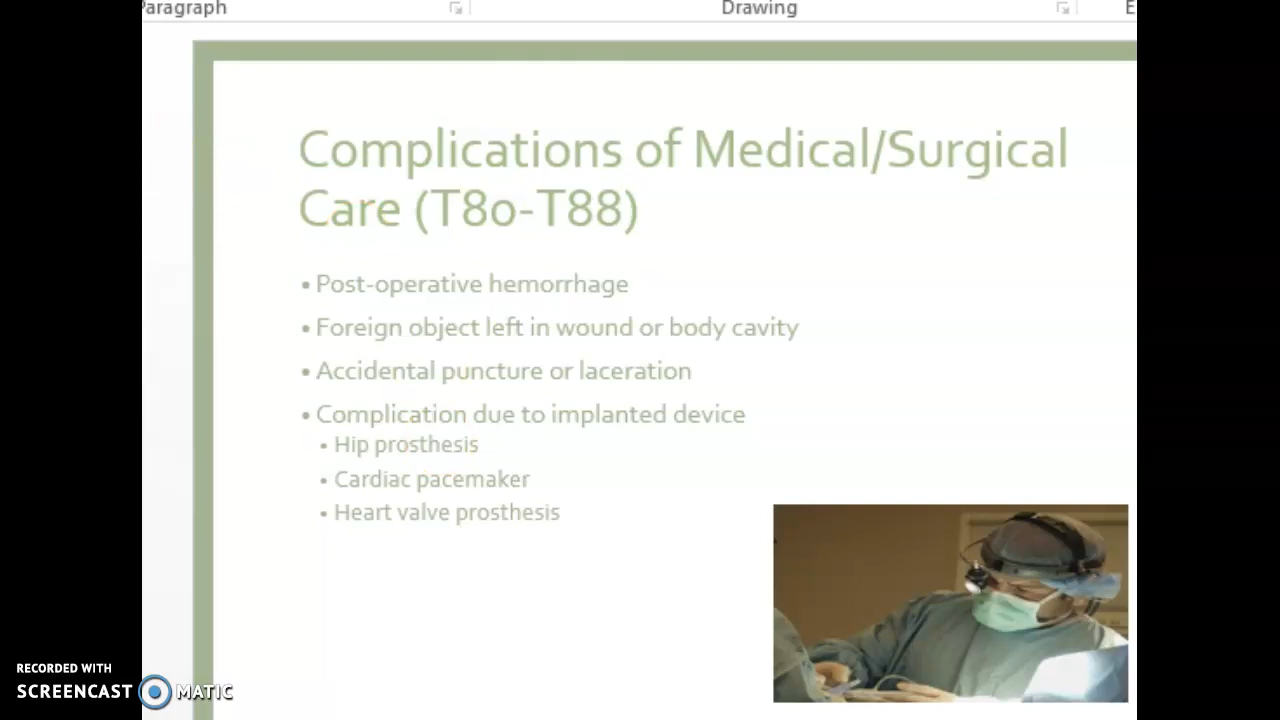 Paragraph
Drawing
E
Complications of Medical/Surgical
Care (T80-T88)
• Post-operative hemorrhage
• Foreign object left in wound or body cavity
• Accidental puncture or laceration
• Complication due to implanted device
• Hip prosthesis
• Cardiac pacemaker
• Heart valve prosthesis
RECORDED WITH
SCREENCAST MATIC